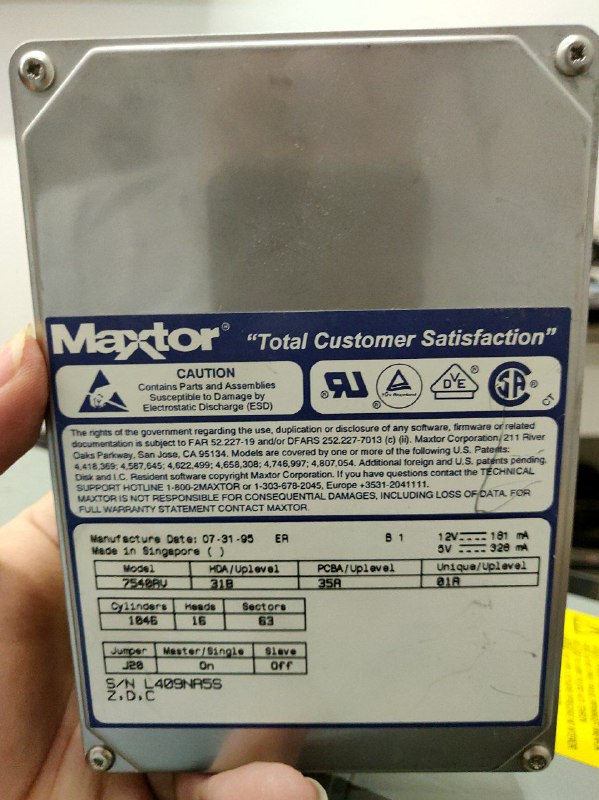 Maxtor® "Total Customer Satisfaction"
CAUTION
Contains Parts and Assemblies
Susceptible to Damage by
Electrostatic Discharge (ESD)
The rights of the government regarding the use, duplication or disclosure of any software, firmware or related
documentation is subject to FAR 52.227-19 and/or DFARS 252.227-7013 (c) (ii). Maxtor Corporation, 211 River
Oaks Parkway, San Jose, CA 95134. Models are covered by one or more of the following U.S. Patents:
4,418,369; 4,587,645; 4,622,499; 4,658,308; 4,746,997; 4,807,054. Additional foreign and U.S. patents pending.
Disk and I.C. Resident software copyright Maxtor Corporation. If you have questions contact the TECHNICAL
SUPPORT HOTLINE 1-800-2MAXTOR or 1-303-678-2045, Europe +3531-2041111.
MAXTOR IS NOT RESPONSIBLE FOR CONSEQUENTIAL DAMAGES, INCLUDING LOSS OF DATA. FOR
FULL WARRANTY STATEMENT CONTACT MAXTOR.
Manufacture Date: 07-31-95 ER B 1 12V 181 mA
Made in Singapore ( ) 5V 328 mA
Model HDA/Uplevel PCBA/Uplevel Unique/Uplevel
7540AV 31B 35A 01A
Cylinders Heads Sectors
1046 16 63
Jumper Master/Single Slave
J20 On Off
S/N L409NA5S
Z,D,C